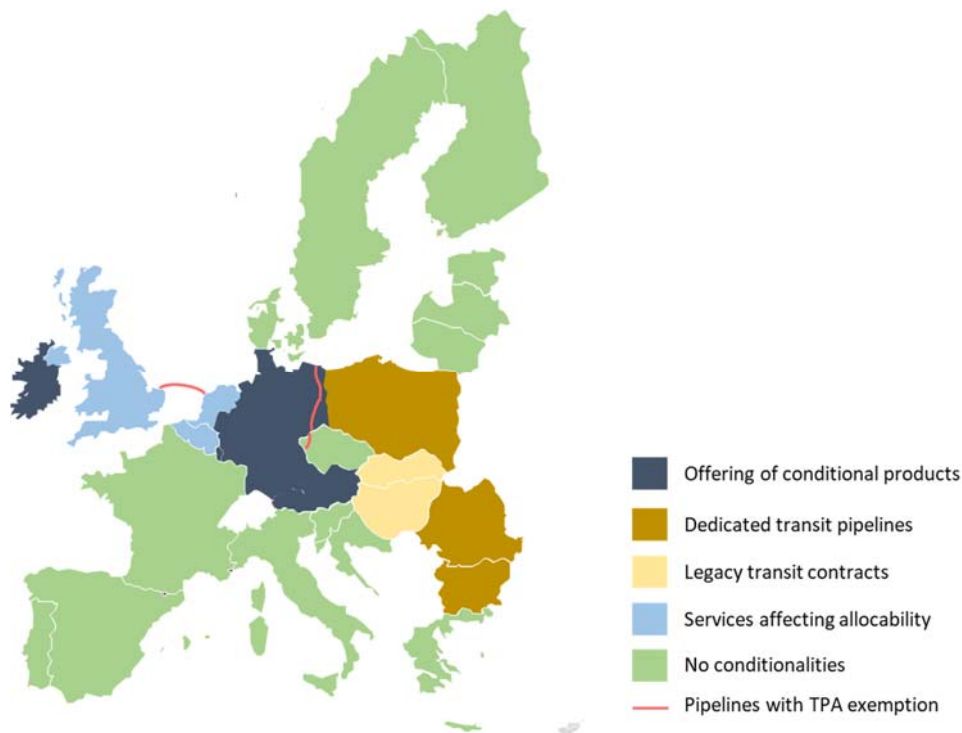 Offering of conditional products
Dedicated transit pipelines
Legacy transit contracts
Services affecting allocability
No conditionalities
Pipelines with TPA exemption